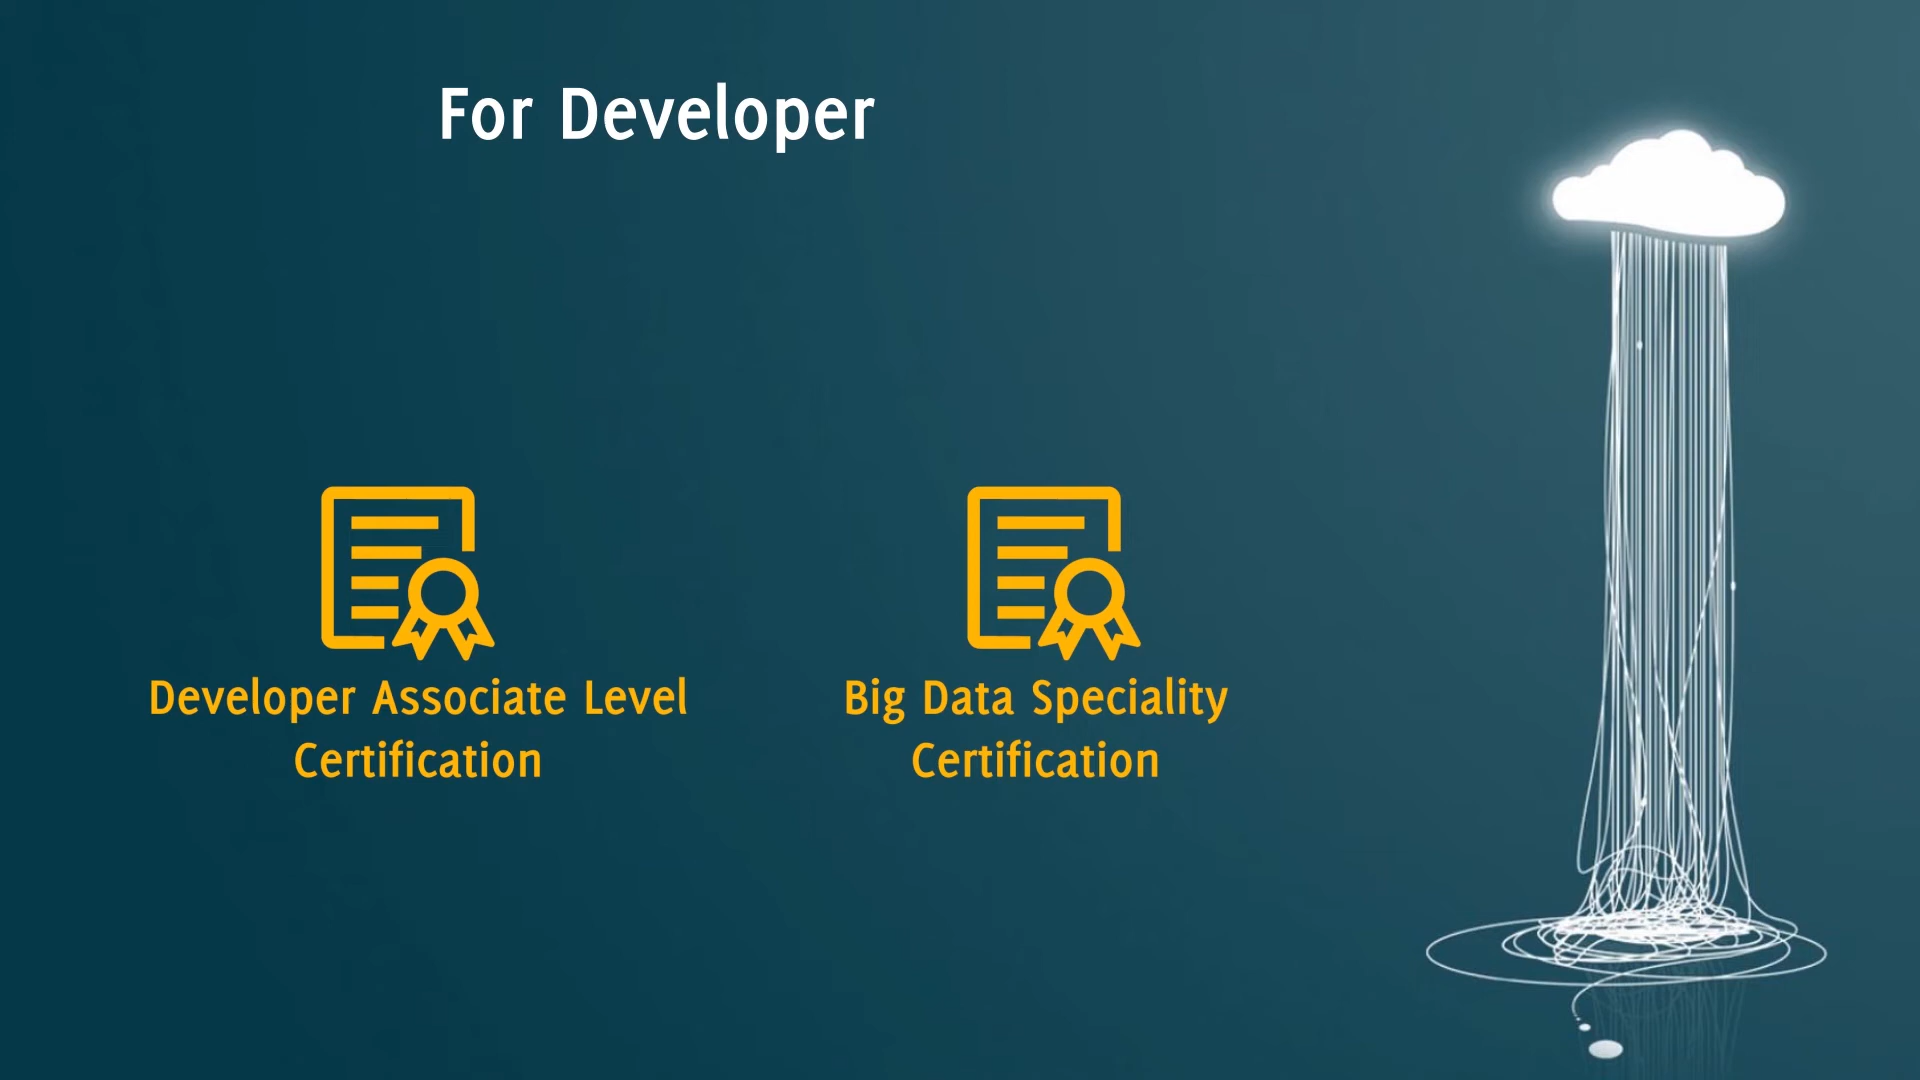 For Developer
Developer Associate Level
Certification
Big Data Speciality
Certification